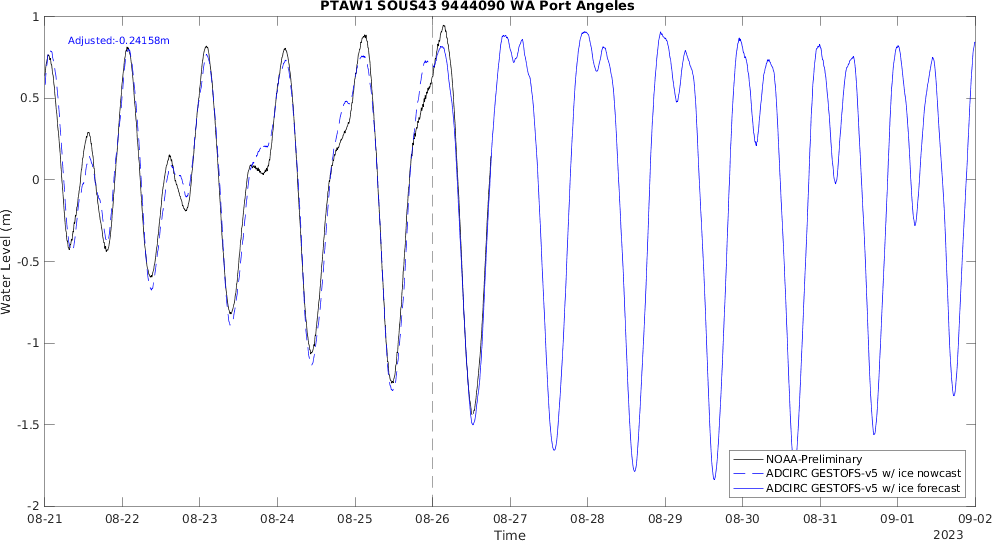 PTAW1 SOUS43 9444090 WA Port Angeles
Adjusted:-0.24158m
1
0.5
0
-0.5
-1
-1.5
-2
Water Level (m)
NOAA-Preliminary
ADCIRC GESTOFS-v5 w/ ice nowcast
ADCIRC GESTOFS-v5 w/ ice forecast
08-21 08-22 08-23 08-24 08-25 08-26 08-27 08-28 08-29 08-30 08-31 09-01 09-02
Time
2023